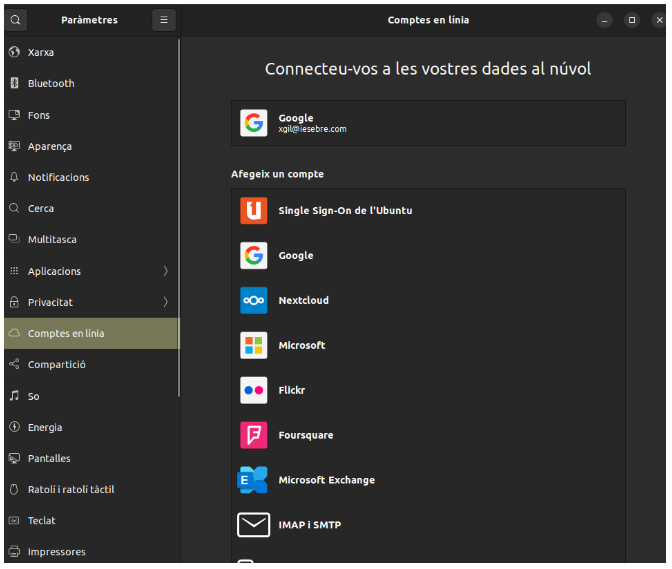 Paràmetres
Comptes en línia
Xarxa
Bluetooth
Fons
Aparença
Notificacions
Cerca
Multitasca
Aplicacions
Privacitat
Comptes en línia
Compartició
So
Energia
Pantalles
Ratolí i ratolí tàctil
Teclat
Impressores
Connecteu-vos a les vostres dades al núvol
Google
xgil@iesebre.com
Afegeix un compte
Single Sign-On de l'Ubuntu
Google
Nextcloud
Microsoft
Flickr
Foursquare
Microsoft Exchange
IMAP i SMTP